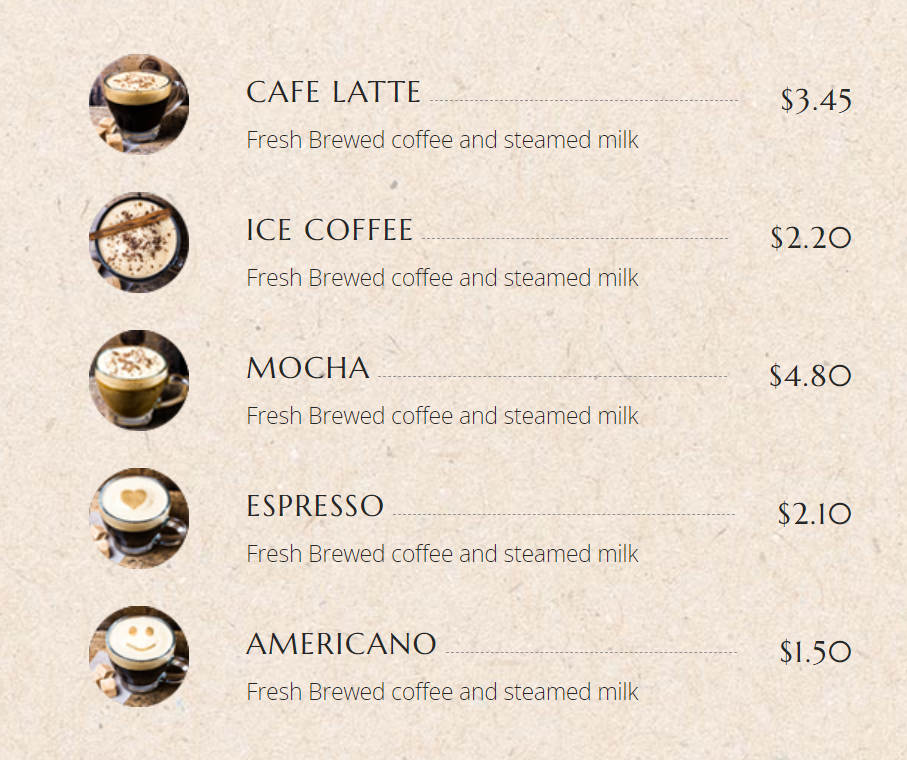 CAFE LATTE $3.45
Fresh Brewed coffee and steamed milk
ICE COFFEE $2.20
Fresh Brewed coffee and steamed milk
MOCHA $4.80
Fresh Brewed coffee and steamed milk
ESPRESSO $2.10
Fresh Brewed coffee and steamed milk
AMERICANO $1.50
Fresh Brewed coffee and steamed milk